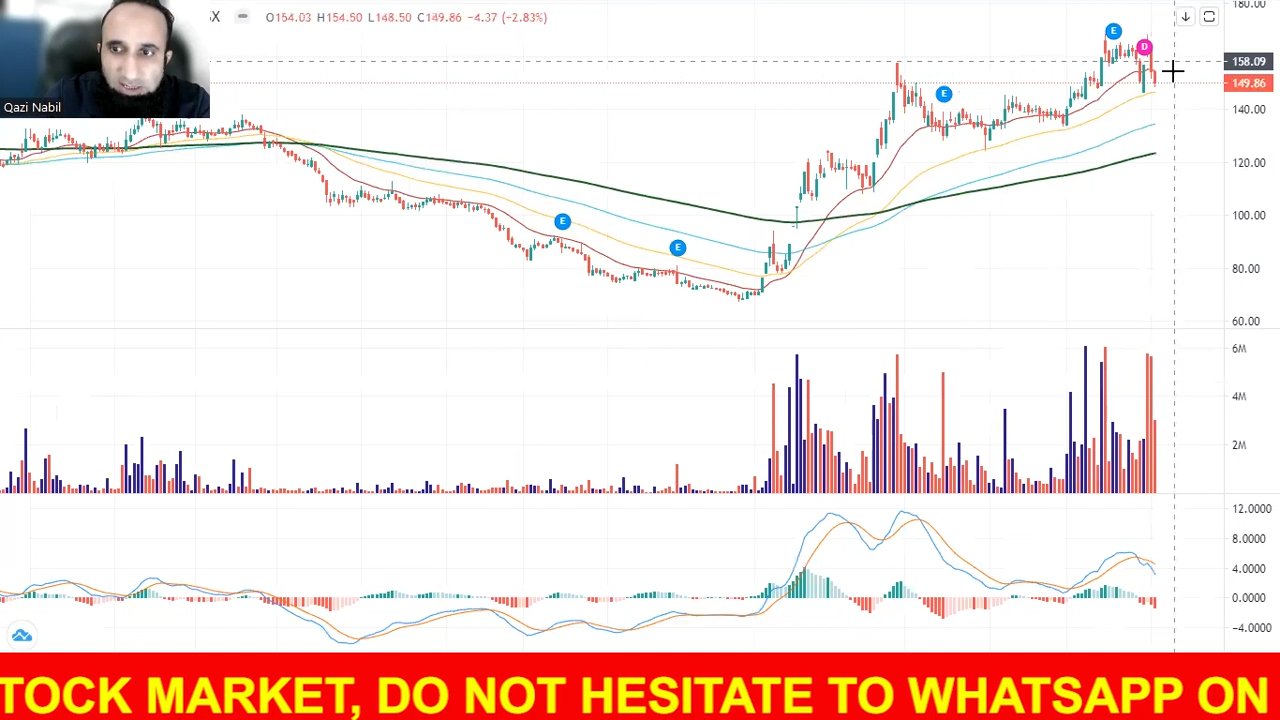 SX O154.03 H154.50 L148.50 C149.86 −4.37 (−2.83%)
Qazi Nabil
E
D
E
E
E
180.00
158.09
149.86
140.00
120.00
100.00
80.00
60.00
6M
4M
2M
12.0000
8.0000
4.0000
0.0000
−4.0000
TOCK MARKET, DO NOT HESITATE TO WHATSAPP ON